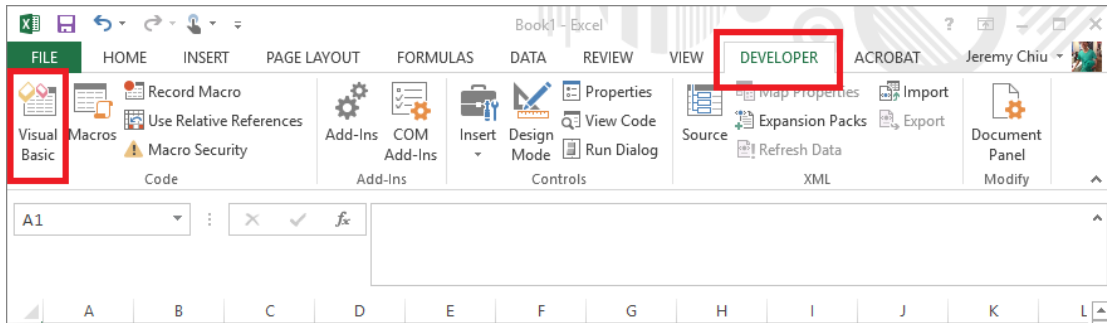 Book1 - Excel
FILE HOME INSERT PAGE LAYOUT FORMULAS DATA REVIEW VIEW DEVELOPER ACROBAT Jeremy Chiu
Visual Basic
Macros
Record Macro
Use Relative References
Macro Security
Code
Add-Ins
COM Add-Ins
Add-Ins
Insert
Design Mode
Properties
View Code
Run Dialog
Controls
Source
Map Properties
Expansion Packs
Refresh Data
Import
Export
XML
Document Panel
Modify
A1
fx
A B C D E F G H I J K L